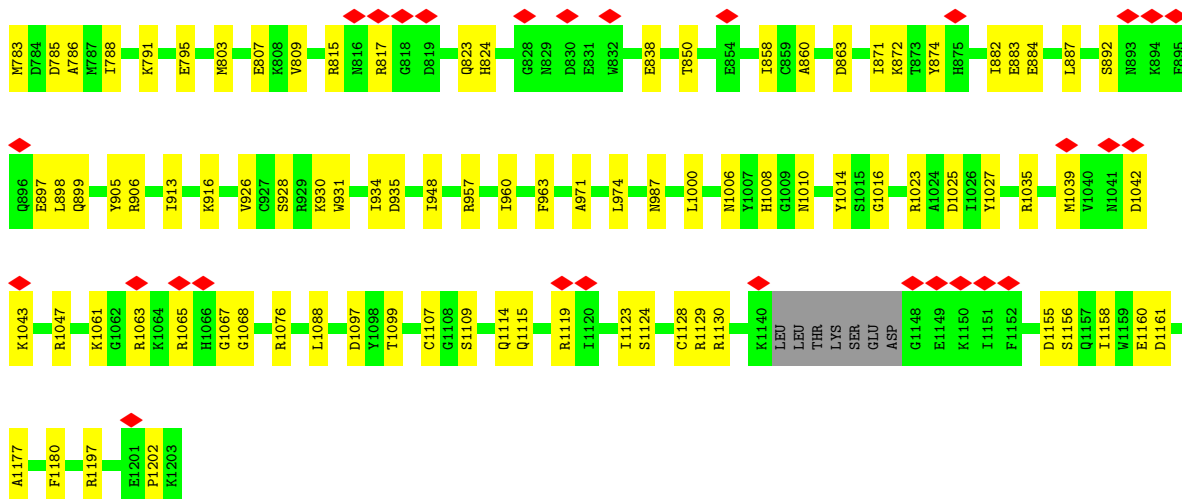 M783 D784 D785 A786 M787 I788 K791 E795 M803 E807 K808 V809 R815 N816 R817 G818 D819 Q823 H824 G828 N829 D830 E831 W832 E838 T850 E854 I858 C859 A860 D863 I871 K872 T873 Y874 H875 I882 E883 E884 L887 S892 N893 K894 E895
Q896 E897 L898 Q899 Y905 R906 I913 K916 V926 C927 S928 R929 K930 W931 I934 D935 I948 R957 I960 F963 A971 L974 N987 L1000 N1006 Y1007 H1008 G1009 N1010 Y1014 S1015 G1016 R1023 A1024 D1025 I1026 Y1027 R1035 M1039 V1040 N1041 D1042
K1043 R1047 K1061 G1062 R1063 K1064 R1065 H1066 G1067 G1068 R1076 L1088 D1097 Y1098 T1099 C1107 G1108 S1109 Q1114 Q1115 R1119 I1120 I1123 S1124 C1128 R1129 R1130 K1140 LEU LEU THR LYS SER GLU ASP G1148 E1149 K1150 I1151 F1152 D1155 S1156 Q1157 I1158 W1159 E1160 D1161
A1177 F1180 R1197 E1201 P1202 K1203